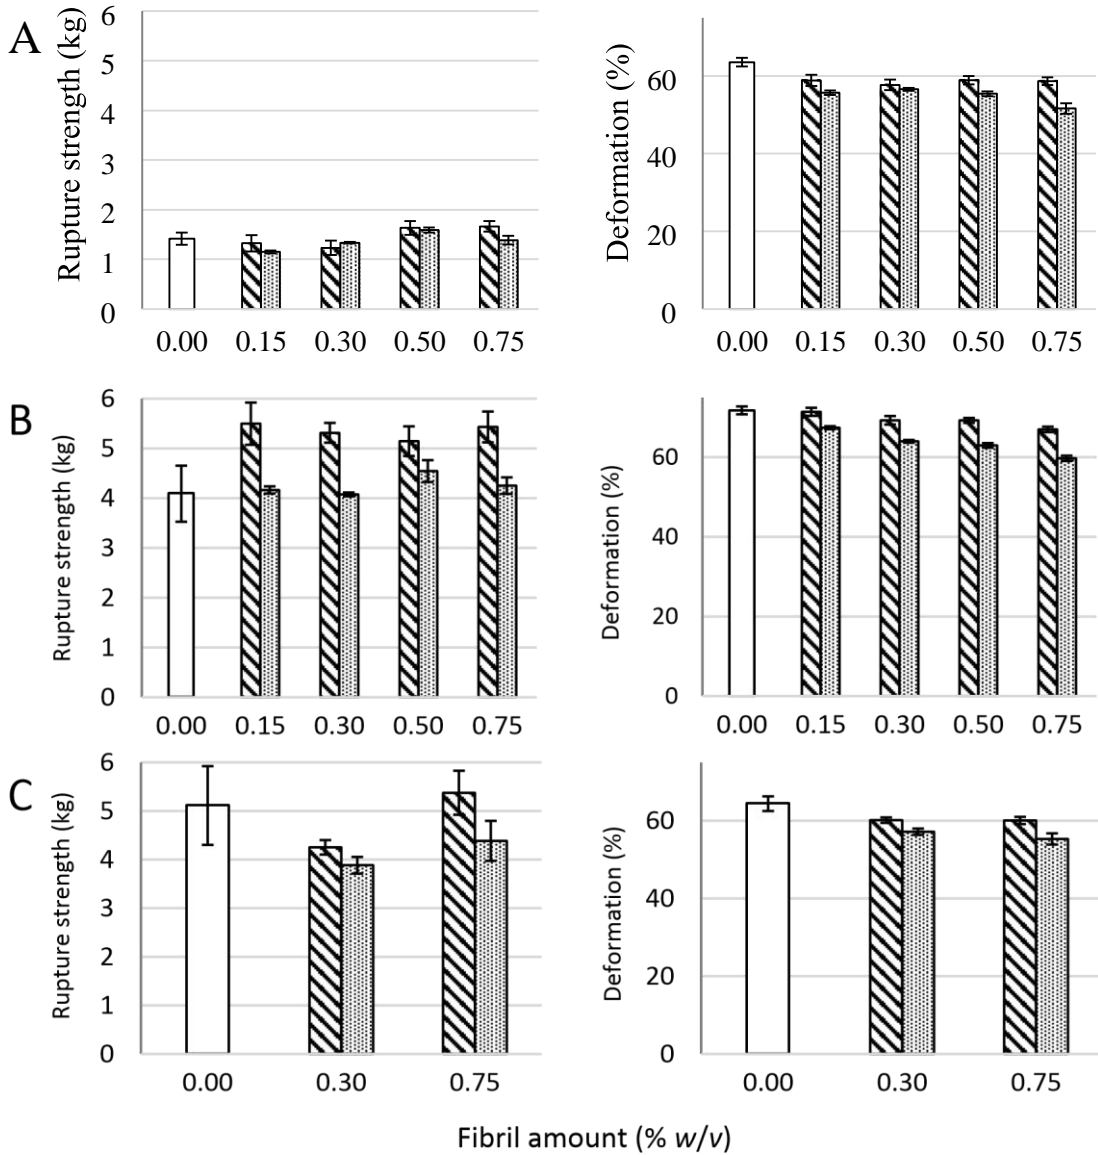 A
Rupture strength (kg)
6
5
4
3
2
1
0
0.00 0.15 0.30 0.50 0.75
Deformation (%)
60
40
20
0
0.00 0.15 0.30 0.50 0.75
B
Rupture strength (kg)
6
5
4
3
2
1
0
0.00 0.15 0.30 0.50 0.75
Deformation (%)
60
40
20
0
0.00 0.15 0.30 0.50 0.75
C
Rupture strength (kg)
6
5
4
3
2
1
0
0.00 0.30 0.75
Deformation (%)
60
40
20
0
0.00 0.30 0.75
Fibril amount (% w/v)